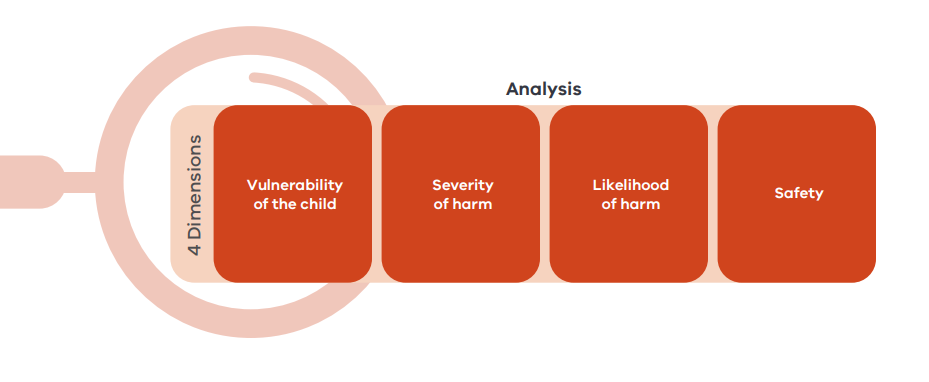 Analysis
4 Dimensions
Vulnerability
of the child
Severity
of harm
Likelihood
of harm
Safety